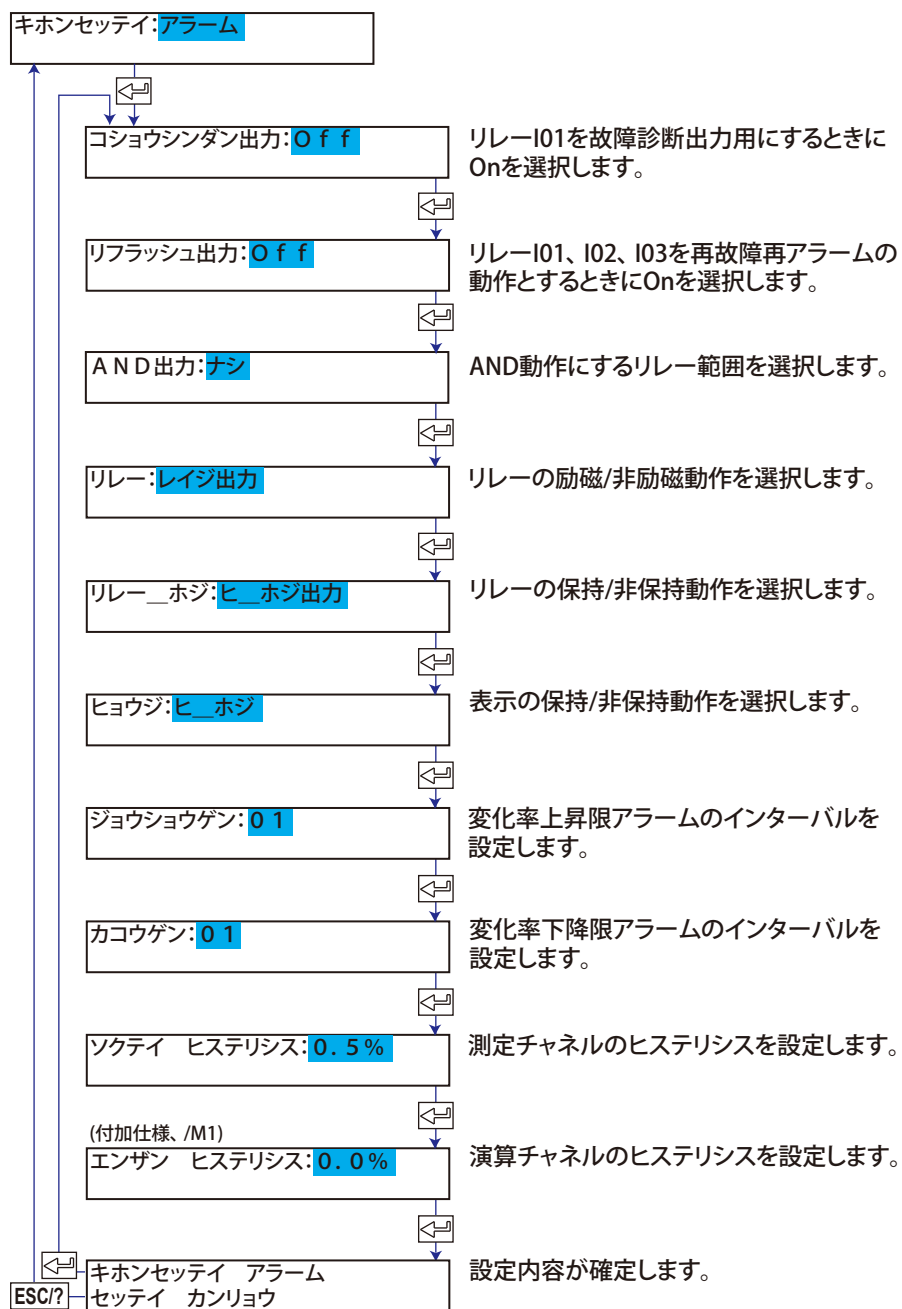 キホンセッテイ：アラーム
コショウシンダン出力：Ｏｆｆ
リレーI01を故障診断出力用にするときに
Onを選択します。
リフラッシュ出力：Ｏｆｆ
リレーI01、I02、I03を再故障再アラームの
動作とするときにOnを選択します。
ＡＮＤ出力：ナシ
AND動作にするリレー範囲を選択します。
リレー：レイジ出力
リレーの励磁/非励磁動作を選択します。
リレー＿ホジ：ヒ＿ホジ出力
リレーの保持/非保持動作を選択します。
ヒョウジ：ヒ＿ホジ
表示の保持/非保持動作を選択します。
ジョウショウゲン：０１
変化率上昇限アラームのインターバルを
設定します。
カコウゲン：０１
変化率下降限アラームのインターバルを
設定します。
ソクテイ　ヒステリシス：０．５％
測定チャネルのヒステリシスを設定します。
(付加仕様、/M1)
エンザン　ヒステリシス：０．０％
演算チャネルのヒステリシスを設定します。
キホンセッテイ　アラーム
設定内容が確定します。
ESC/?
セッテイ　カンリョウ